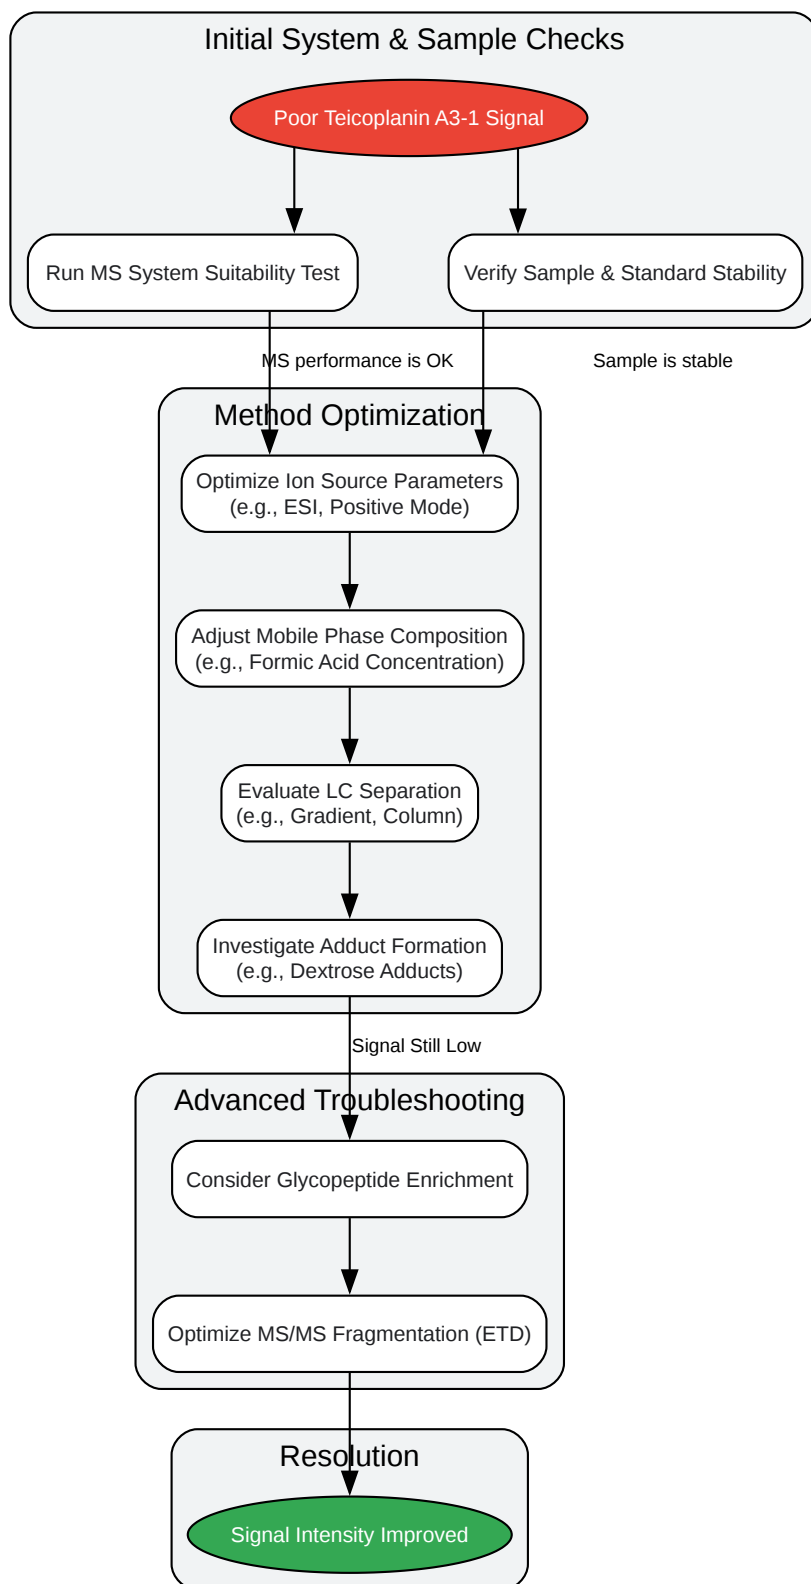 Initial System & Sample Checks
Poor Teicoplanin A3-1 Signal
Run MS System Suitability Test
Verify Sample & Standard Stability
MS performance is OK
Sample is stable
Method Optimization
Optimize Ion Source Parameters
(e.g., ESI, Positive Mode)
Adjust Mobile Phase Composition
(e.g., Formic Acid Concentration)
Evaluate LC Separation
(e.g., Gradient, Column)
Investigate Adduct Formation
(e.g., Dextrose Adducts)
Signal Still Low
Advanced Troubleshooting
Consider Glycopeptide Enrichment
Optimize MS/MS Fragmentation (ETD)
Resolution
Signal Intensity Improved